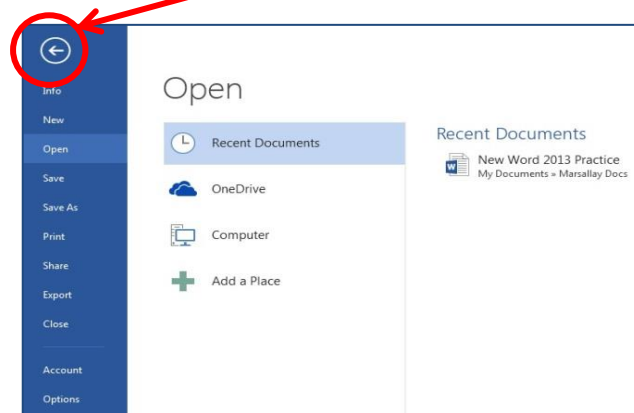 Info
New
Open
Save
Save As
Print
Share
Export
Close
Account
Options
Open
Recent Documents
OneDrive
Computer
Add a Place
Recent Documents
New Word 2013 Practice
My Documents » Marsallay Docs